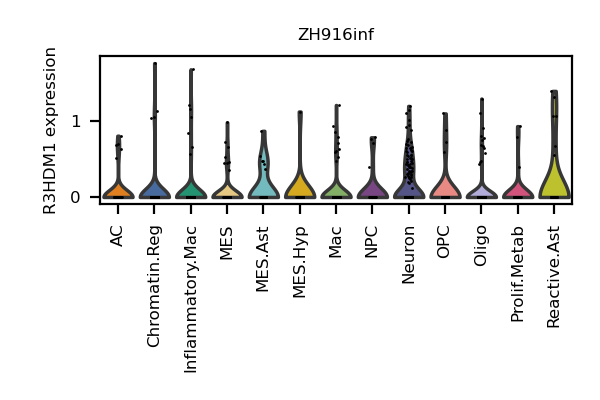 ZH916inf
R3HDM1 expression
1
0
AC
Chromatin.Reg
Inflammatory.Mac
MES
MES.Ast
MES.Hyp
Mac
NPC
Neuron
OPC
Oligo
Prolif.Metab
Reactive.Ast